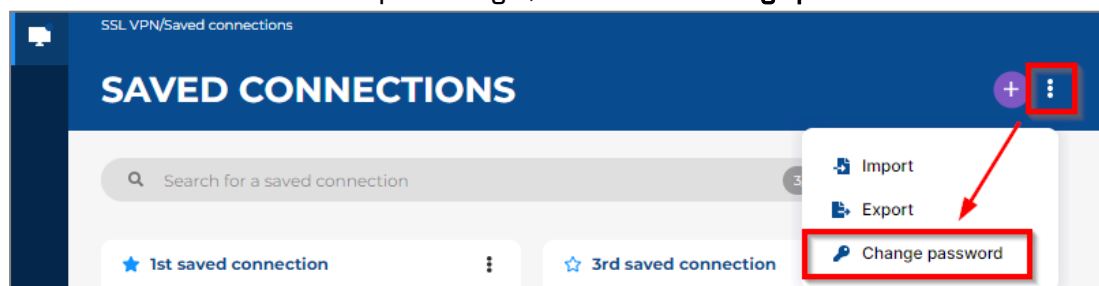 SSL VPN/Saved connections
SAVED CONNECTIONS
+
Import
Search for a saved connection
3
Export
Change password
1st saved connection
3rd saved connection